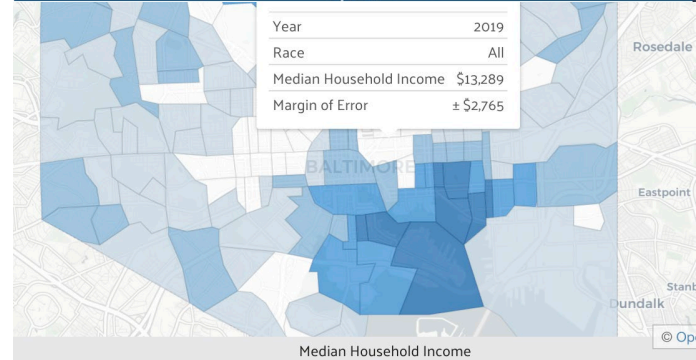 Year 2019
Race All
Median Household Income $13,289
Margin of Error ± $2,765
Rosedale
BALTIMORE
Eastpoint
Dundalk
©
Median Household Income